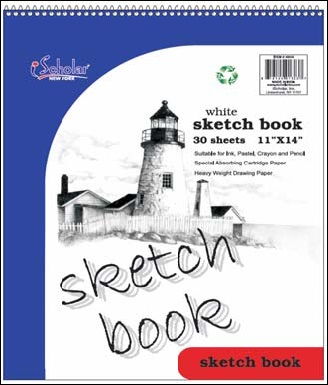 iScholar
NEW YORK
white
sketch book
30 sheets 11"X14"
Suitable for Ink, Pastel, Crayon and Pencil
Special Absorbing Cartridge Paper
Heavy Weight Drawing Paper
sketch
book
sketch book